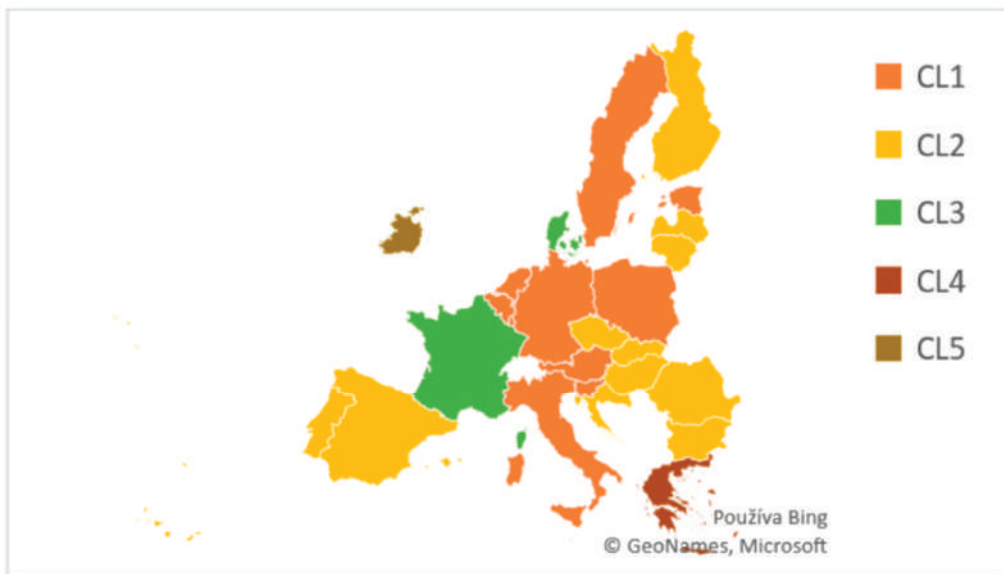 CL1
CL2
CL3
CL4
CL5
Používa Bing
© GeoNames, Microsoft